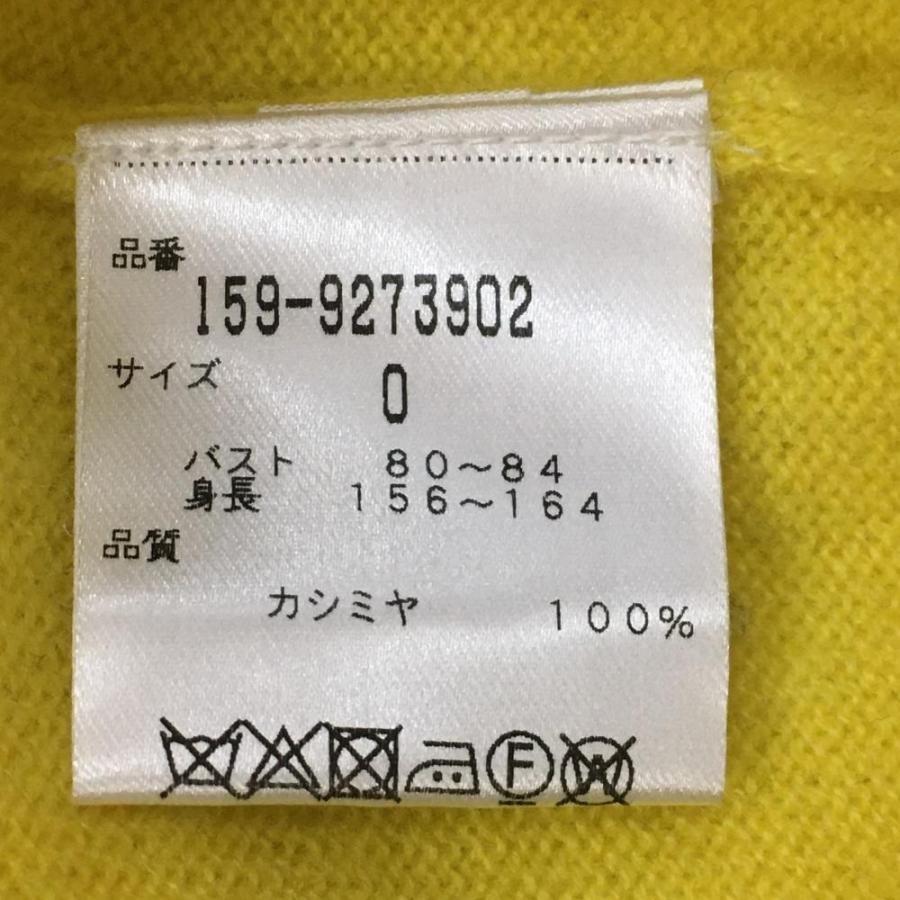 品番
159-9273902
サイズ 0
バスト 80～84
身長 156～164
品質
カシミヤ 100%
F W